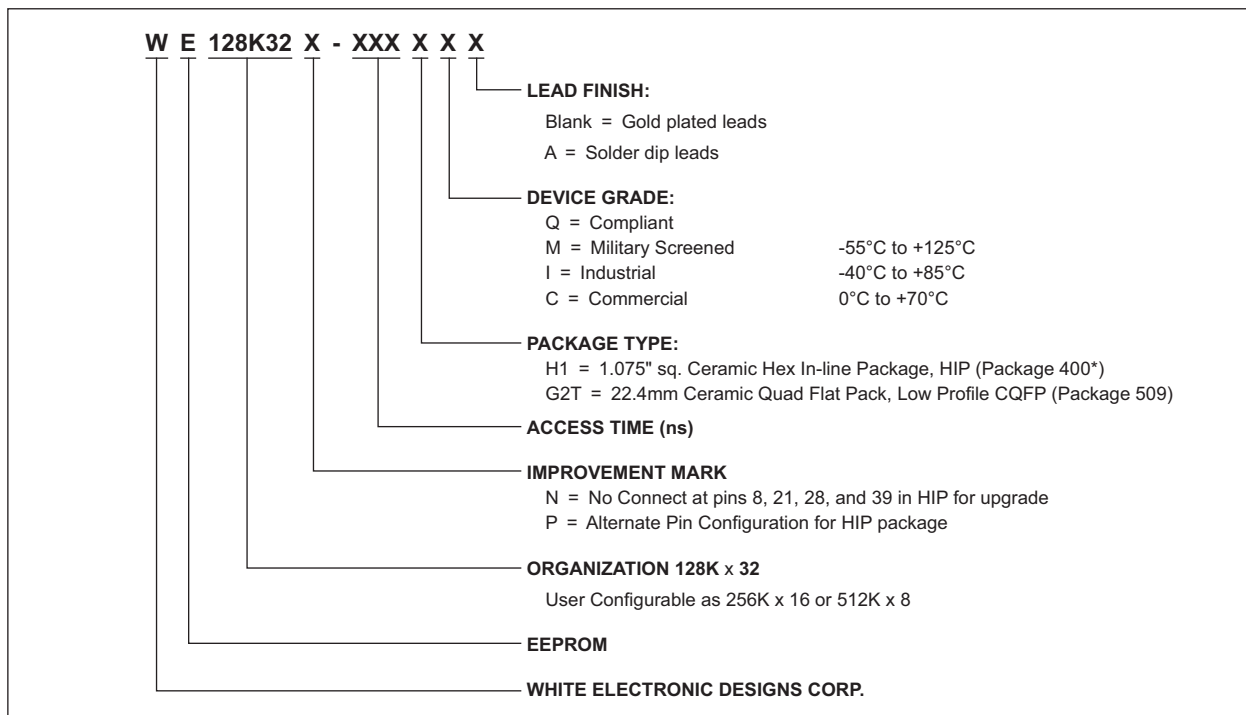 W E 128K32 X - XXX X X X
LEAD FINISH:
Blank = Gold plated leads
A = Solder dip leads
DEVICE GRADE:
Q = Compliant
M = Military Screened -55°C to +125°C
I = Industrial -40°C to +85°C
C = Commercial 0°C to +70°C
PACKAGE TYPE:
H1 = 1.075" sq. Ceramic Hex In-line Package, HIP (Package 400*)
G2T = 22.4mm Ceramic Quad Flat Pack, Low Profile CQFP (Package 509)
ACCESS TIME (ns)
IMPROVEMENT MARK
N = No Connect at pins 8, 21, 28, and 39 in HIP for upgrade
P = Alternate Pin Configuration for HIP package
ORGANIZATION 128K x 32
User Configurable as 256K x 16 or 512K x 8
EEPROM
WHITE ELECTRONIC DESIGNS CORP.